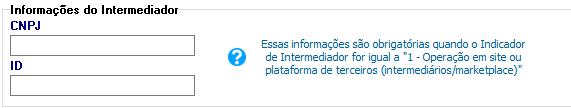 Informações do Intermediador
CNPJ
ID
?
Essas informações são obrigatórias quando o Indicador
de Intermediador for igual a "1 - Operação em site ou
plataforma de terceiros (intermediários/marketplace)"